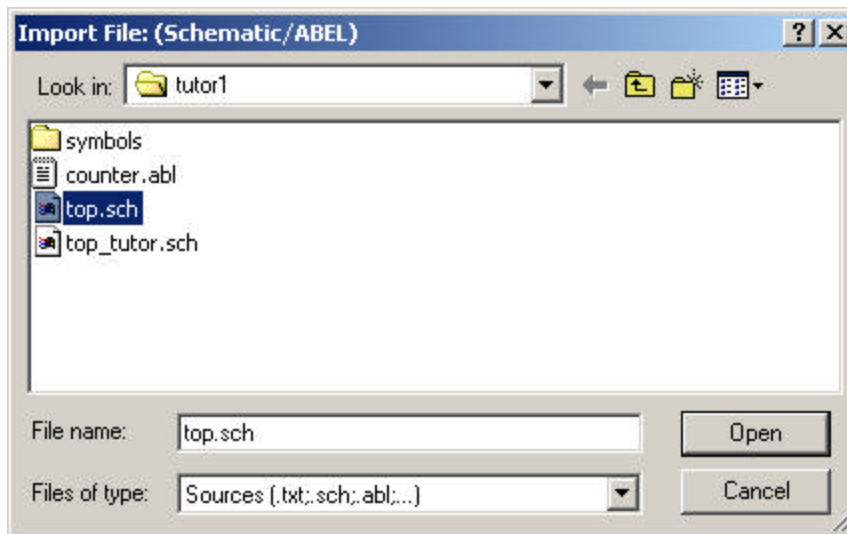 Import File: (Schematic/ABEL)
Look in: tutor1
symbols
counter.abl
top.sch
top_tutor.sch
File name: top.sch Open
Files of type: Sources (.txt;.sch;.abl;...) Cancel